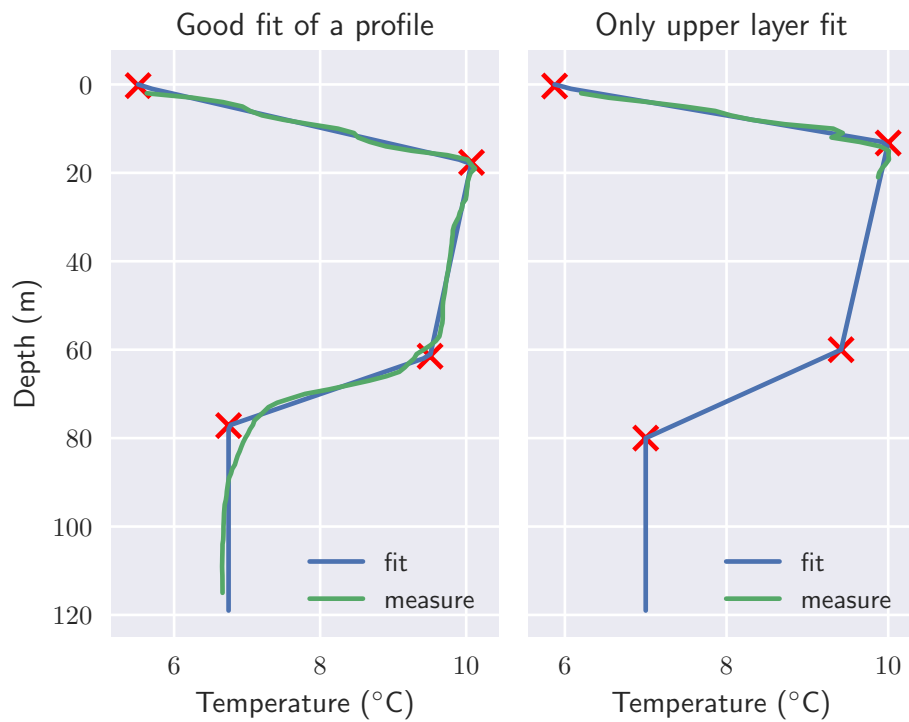 Good fit of a profile
Only upper layer fit
Depth (m)
0
20
40
60
80
100
120
fit
measure
fit
measure
6
8
10
6
8
10
Temperature (°C)
Temperature (°C)